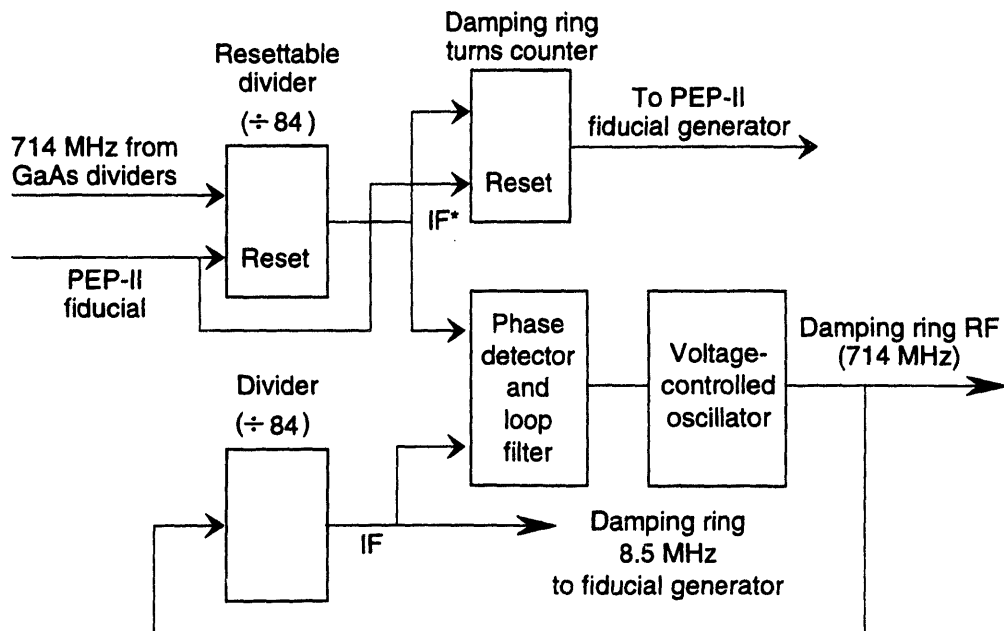 Damping ring
turns counter
Resettable
divider
(÷ 84)
To PEP-II
fiducial generator
714 MHz from
GaAs dividers
Reset
IF*
Reset
PEP-II
fiducial
Phase
detector
and
loop
filter
Voltage-
controlled
oscillator
Damping ring RF
(714 MHz)
Divider
(÷ 84)
IF
Damping ring
8.5 MHz
to fiducial generator